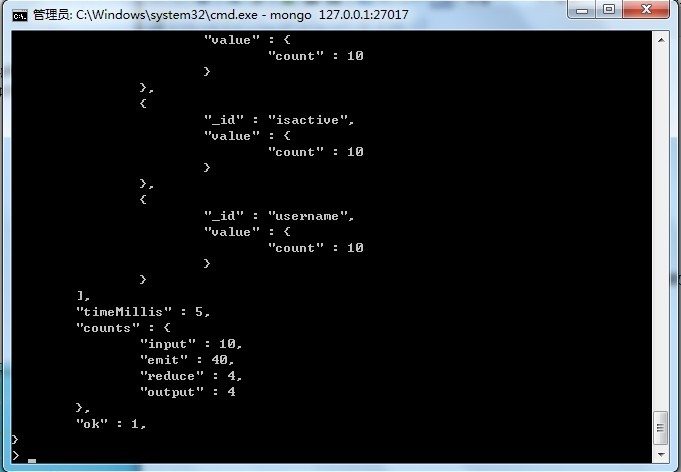 管理员: C:\Windows\system32\cmd.exe - mongo  127.0.0.1:27017
"value" : {
"count" : 10
}
},
{
"_id" : "isactive",
"value" : {
"count" : 10
}
},
{
"_id" : "username",
"value" : {
"count" : 10
}
}
],
"timeMillis" : 5,
"counts" : {
"input" : 10,
"emit" : 40,
"reduce" : 4,
"output" : 4
},
"ok" : 1,
}
> _